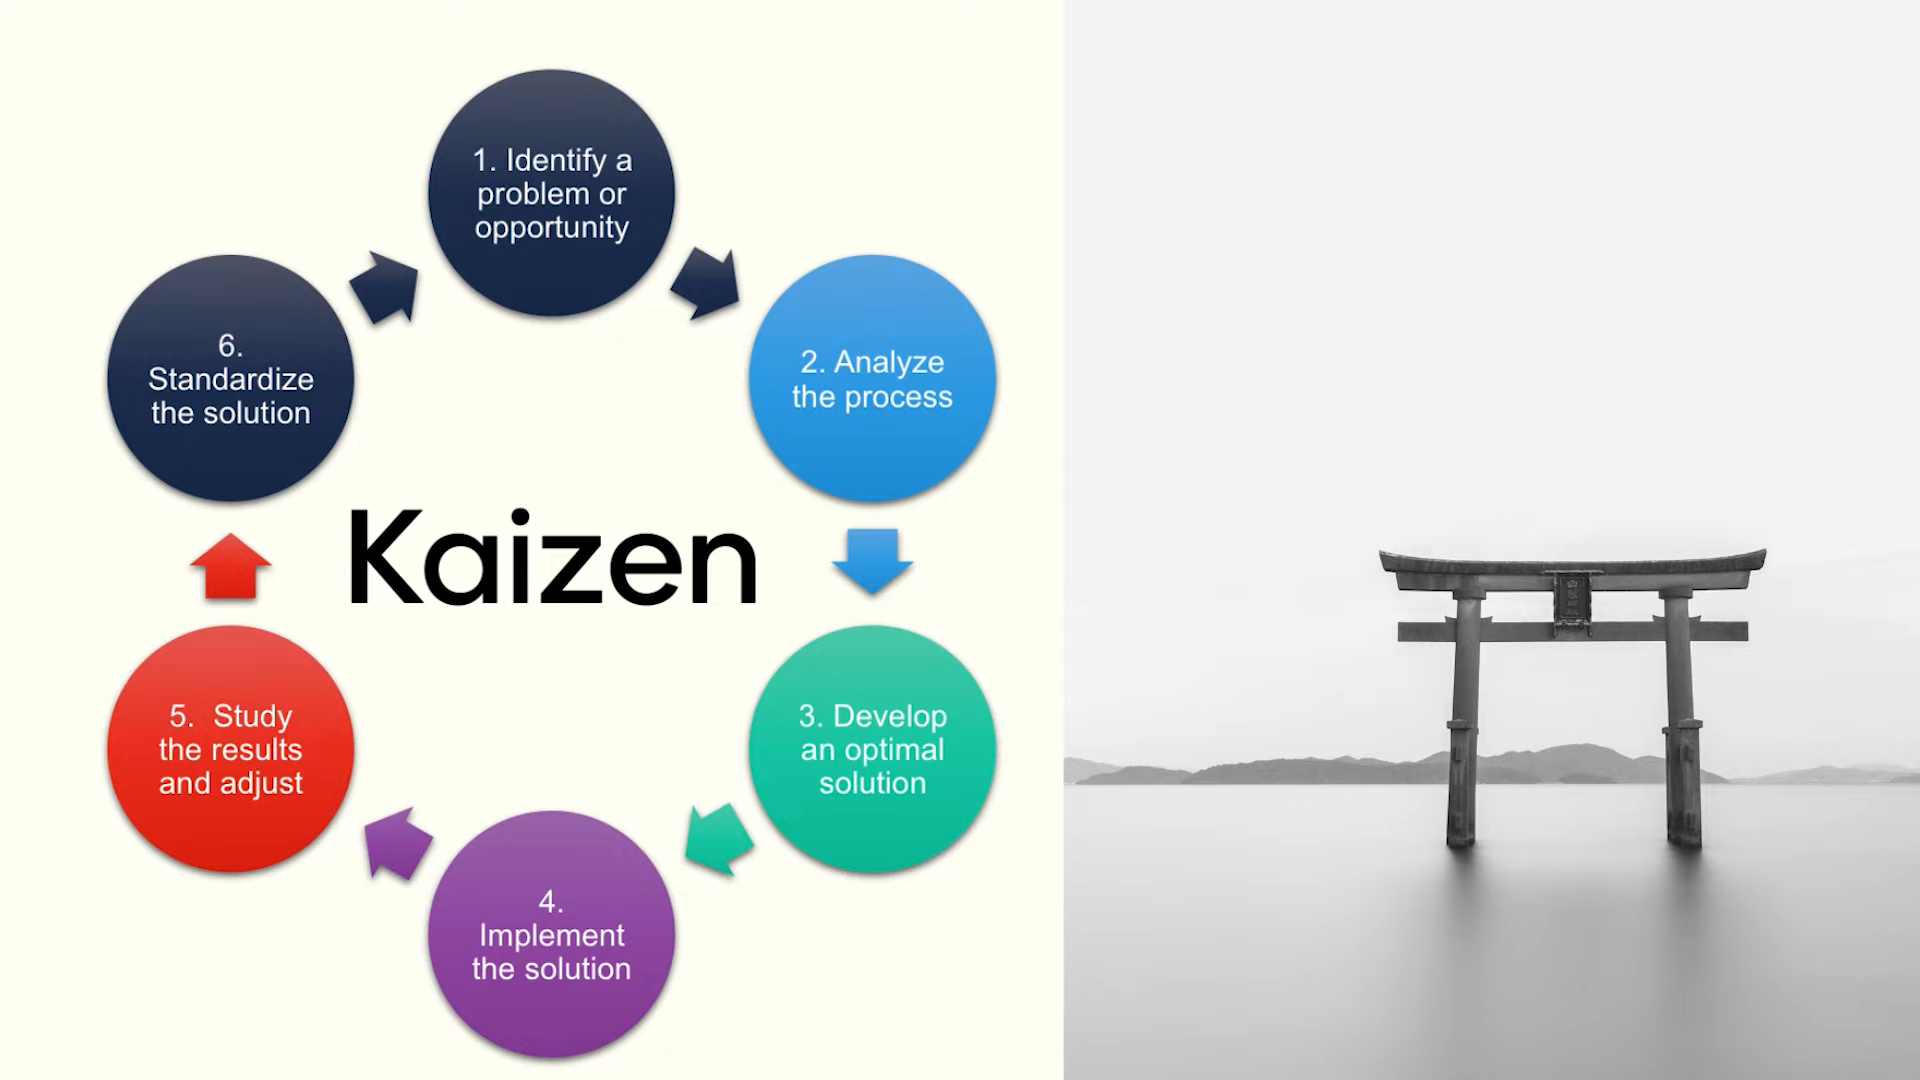 1. Identify a
problem or
opportunity
2. Analyze
the process
3. Develop
an optimal
solution
4.
Implement
the solution
5.  Study
the results
and adjust
6.
Standardize
the solution
Kaizen